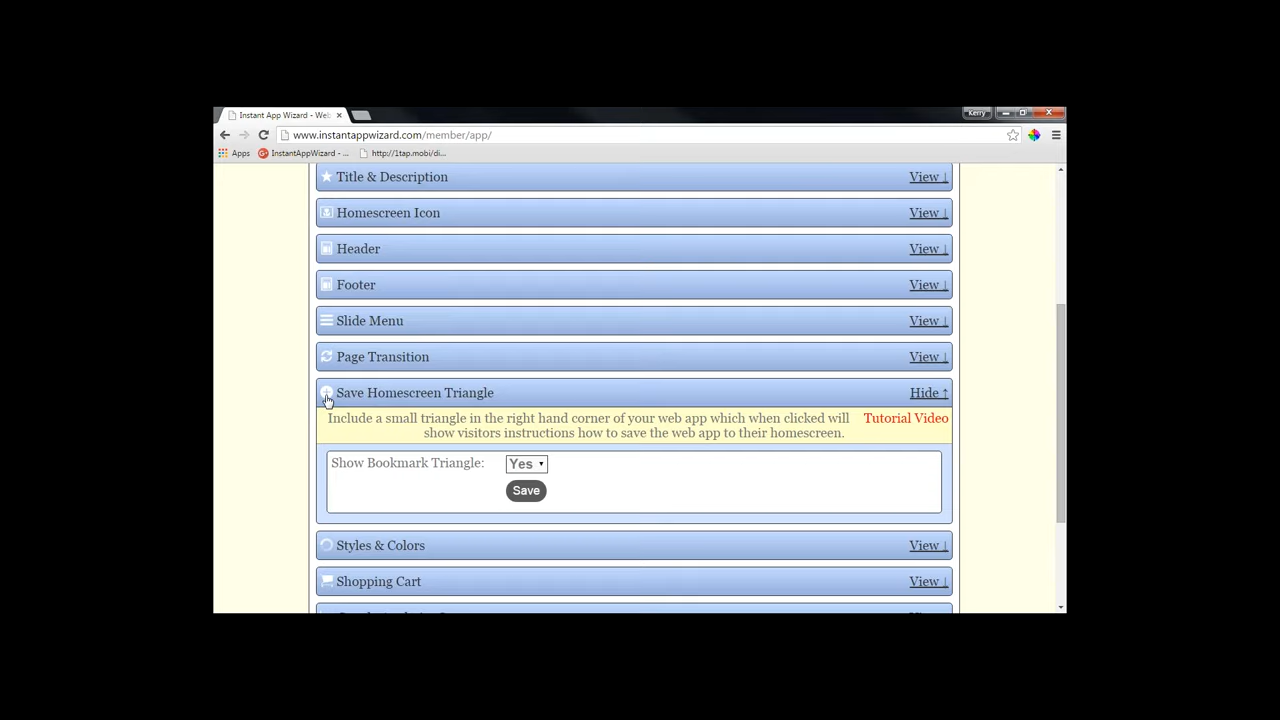 Instant App Wizard - Web
Kerry
www.instantappwizard.com/member/app/
Apps InstantAppWizard - ... http://1tap.mobi/di...
Title & Description View ↓
Homescreen Icon View ↓
Header View ↓
Footer View ↓
Slide Menu View ↓
Page Transition View ↓
Save Homescreen Triangle Hide ↑
Include a small triangle in the right hand corner of your web app which when clicked will Tutorial Video
show visitors instructions how to save the web app to their homescreen.
Show Bookmark Triangle: Yes
Save
Styles & Colors View ↓
Shopping Cart View ↓